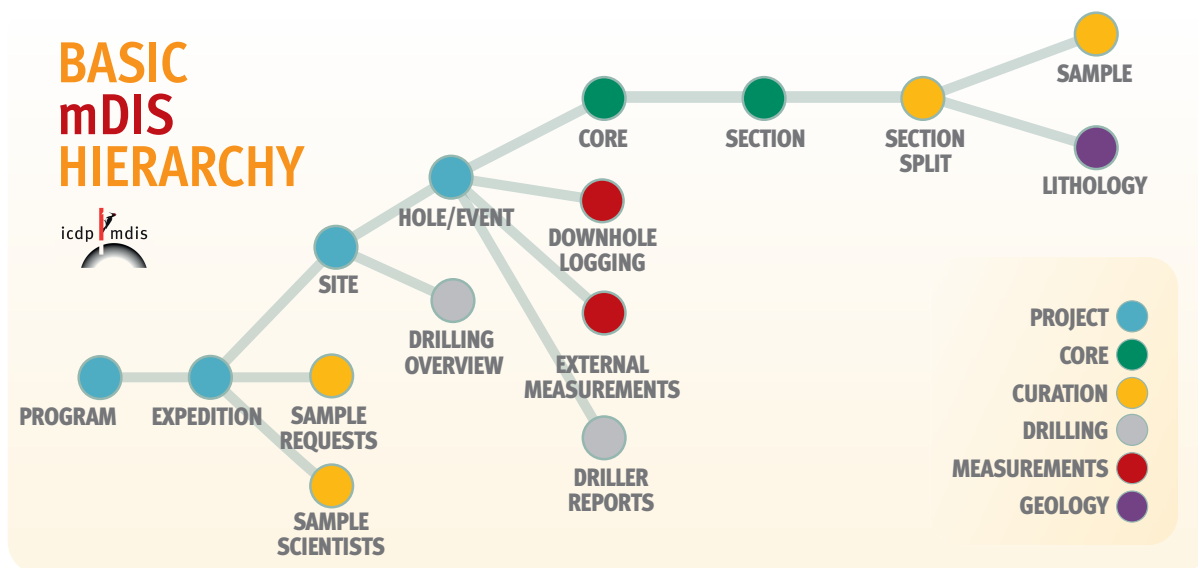 BASIC
mDIS
HIERARCHY
icdp mdis
SAMPLE
CORE
SECTION
SECTION
SPLIT
LITHOLOGY
HOLE/EVENT
DOWNHOLE
LOGGING
SITE
DRILLING
OVERVIEW
EXTERNAL
MEASUREMENTS
PROGRAM
EXPEDITION
SAMPLE
REQUESTS
DRILLER
REPORTS
SAMPLE
SCIENTISTS
PROJECT
CORE
CURATION
DRILLING
MEASUREMENTS
GEOLOGY